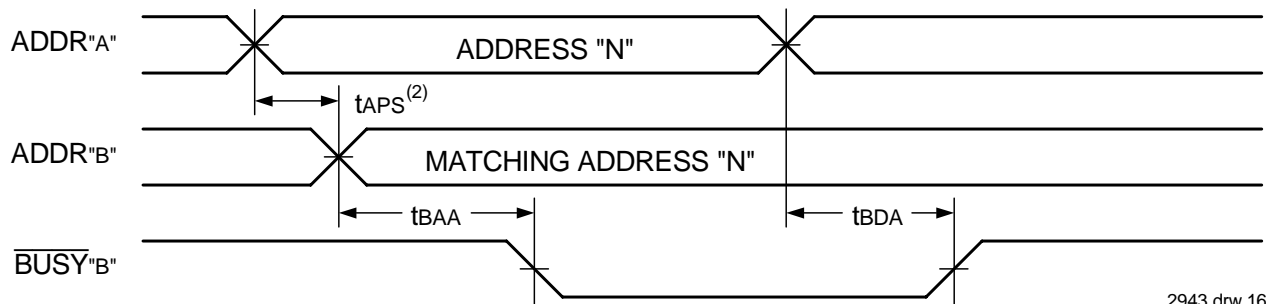 ADDR"A"
ADDRESS "N"
tAPS(2)
ADDR"B"
MATCHING ADDRESS "N"
tBAA
tBDA
BUSY"B"
2943 drw 16